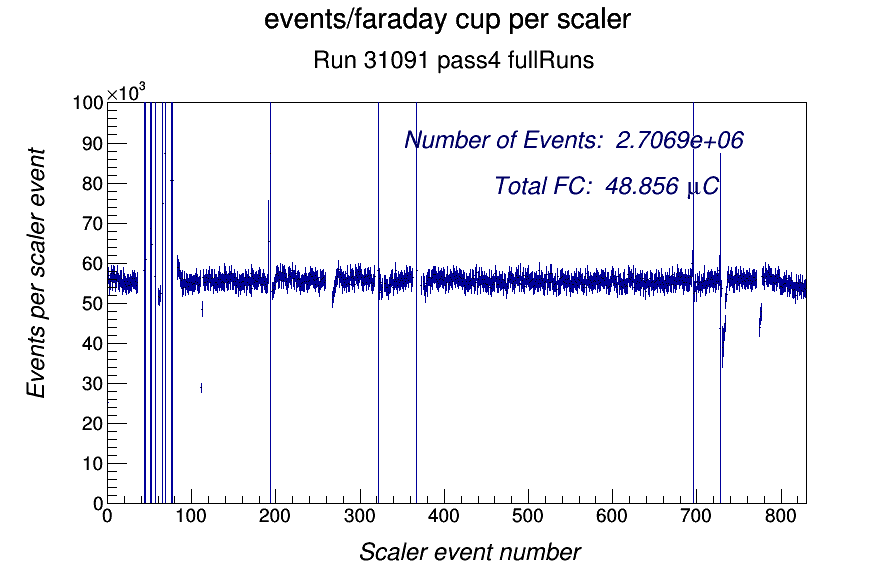 events/faraday cup per scaler
Run 31091 pass4 fullRuns
×10³
100
90
80
70
60
50
40
30
20
10
0
Events per scaler event
Number of Events: 2.7069e+06
Total FC: 48.856 μC
0 100 200 300 400 500 600 700 800
Scaler event number